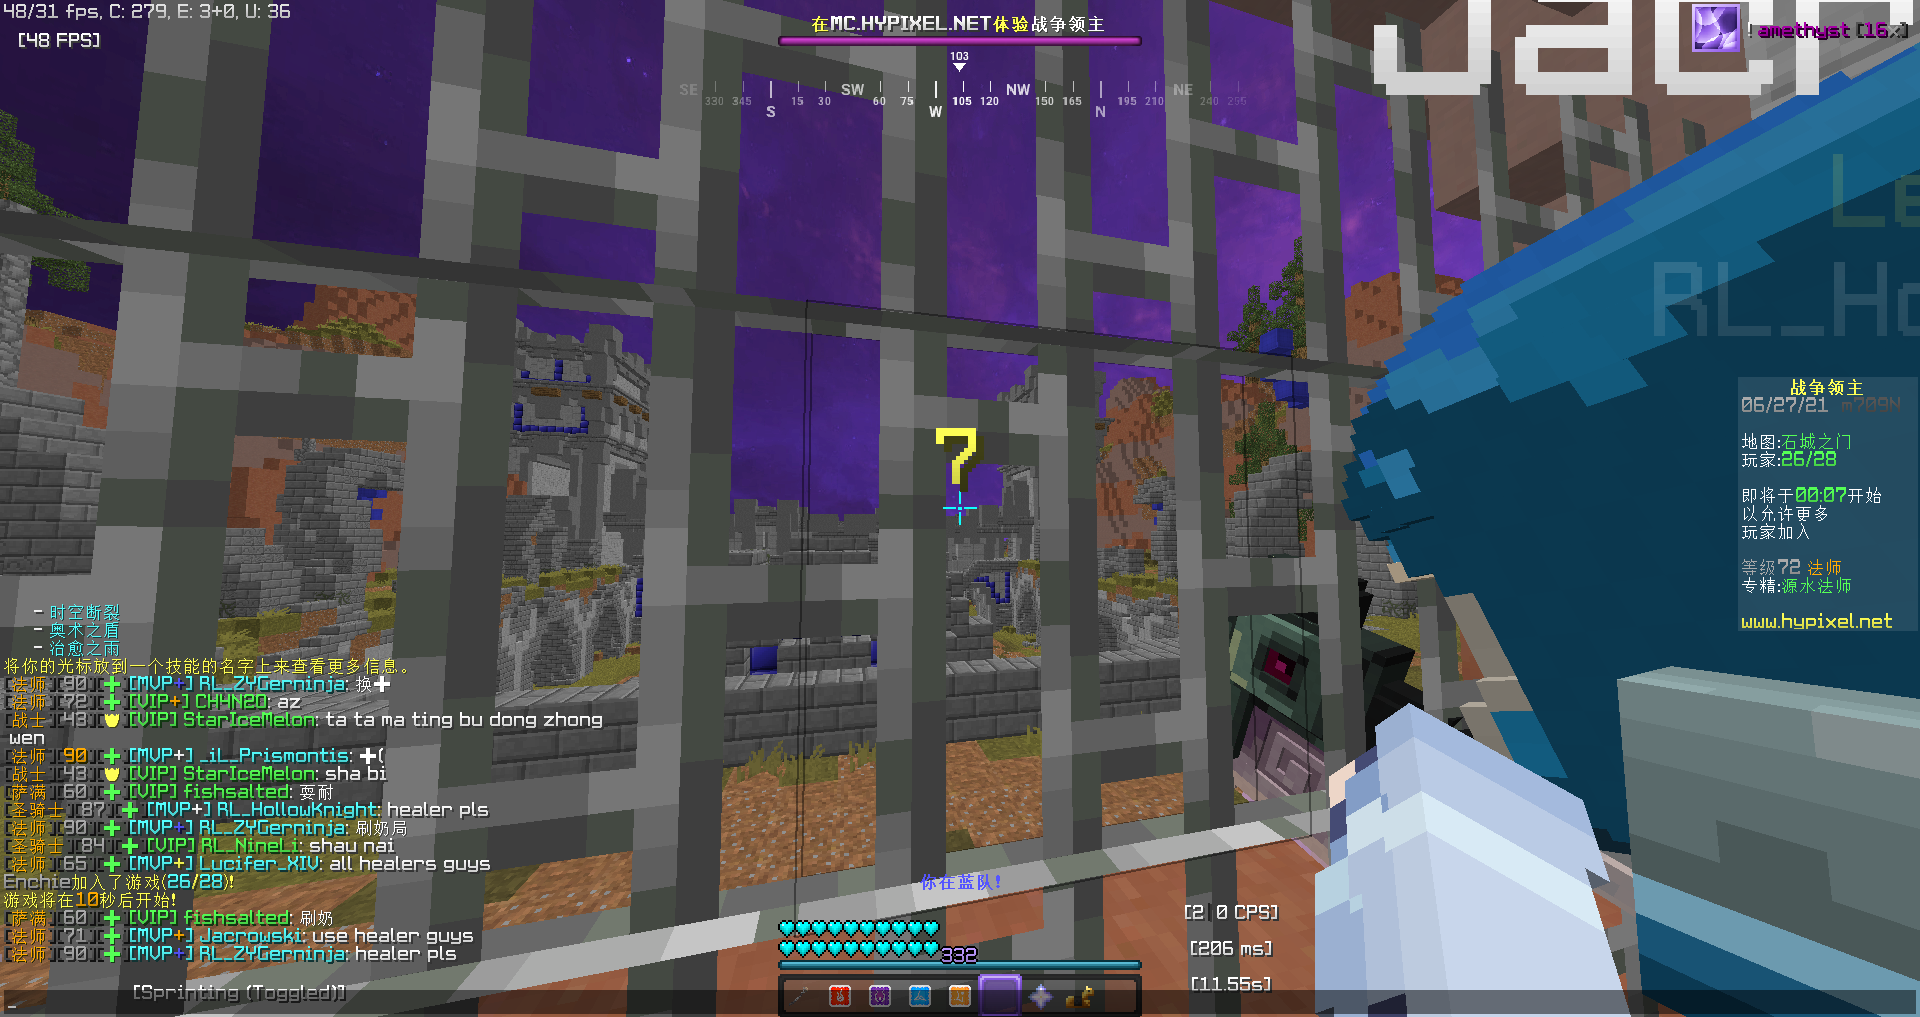 48/31 fps, C: 279, E: 3+0, U: 36
[48 FPS]
在MC.HYPIXEL.NET体验战争领主
! amethyst [16x]
103
SE 330 345 S 15 30 SW 60 75 W 105 120 NW 150 165 N 195 210 NE 240 255
Jacr
Le
RL_Ho
?
战争领主
06/27/21 m709N
地图:石城之门
玩家:26/28
即将于00:07开始
以允许更多
玩家加入
等级72 法师
专精:源水法师
www.hypixel.net
- 时空断裂
- 奥术之盾
- 治愈之雨
将你的光标放到一个技能的名字上来查看更多信息。
[法师][90][✚][MVP+] RL_ZYGerninja: 换✚
[法师][72][✚][VIP+] CH4N20: az
[战士][43][VIP] StarIceMelon: ta ta ma ting bu dong zhong
wen
[法师][90][✚][MVP+] _iL_Prismontis: ✚(
[战士][43][VIP] StarIceMelon: sha bi
[萨满][60][✚][VIP] fishsalted: 耍耐
[圣骑士][87][✚][MVP+] RL_HollowKnight: healer pls
[法师][90][✚][MVP+] RL_ZYGerninja: 刷奶局
[圣骑士][84][✚][VIP] RL_NineLi: shau nai
[法师][65][✚][MVP+] Lucifer_XIV: all healers guys
Enchie加入了游戏(26/28)!
游戏将在10秒后开始!
[萨满][60][✚][VIP] fishsalted: 刷奶
[法师][71][✚][MVP+] Jacrowski: use healer guys
[法师][90][✚][MVP+] RL_ZYGerninja: healer pls
[Sprinting (Toggled)]
_
你在蓝队!
332
[2 | 0 CPS]
[206 ms]
[11.55s]